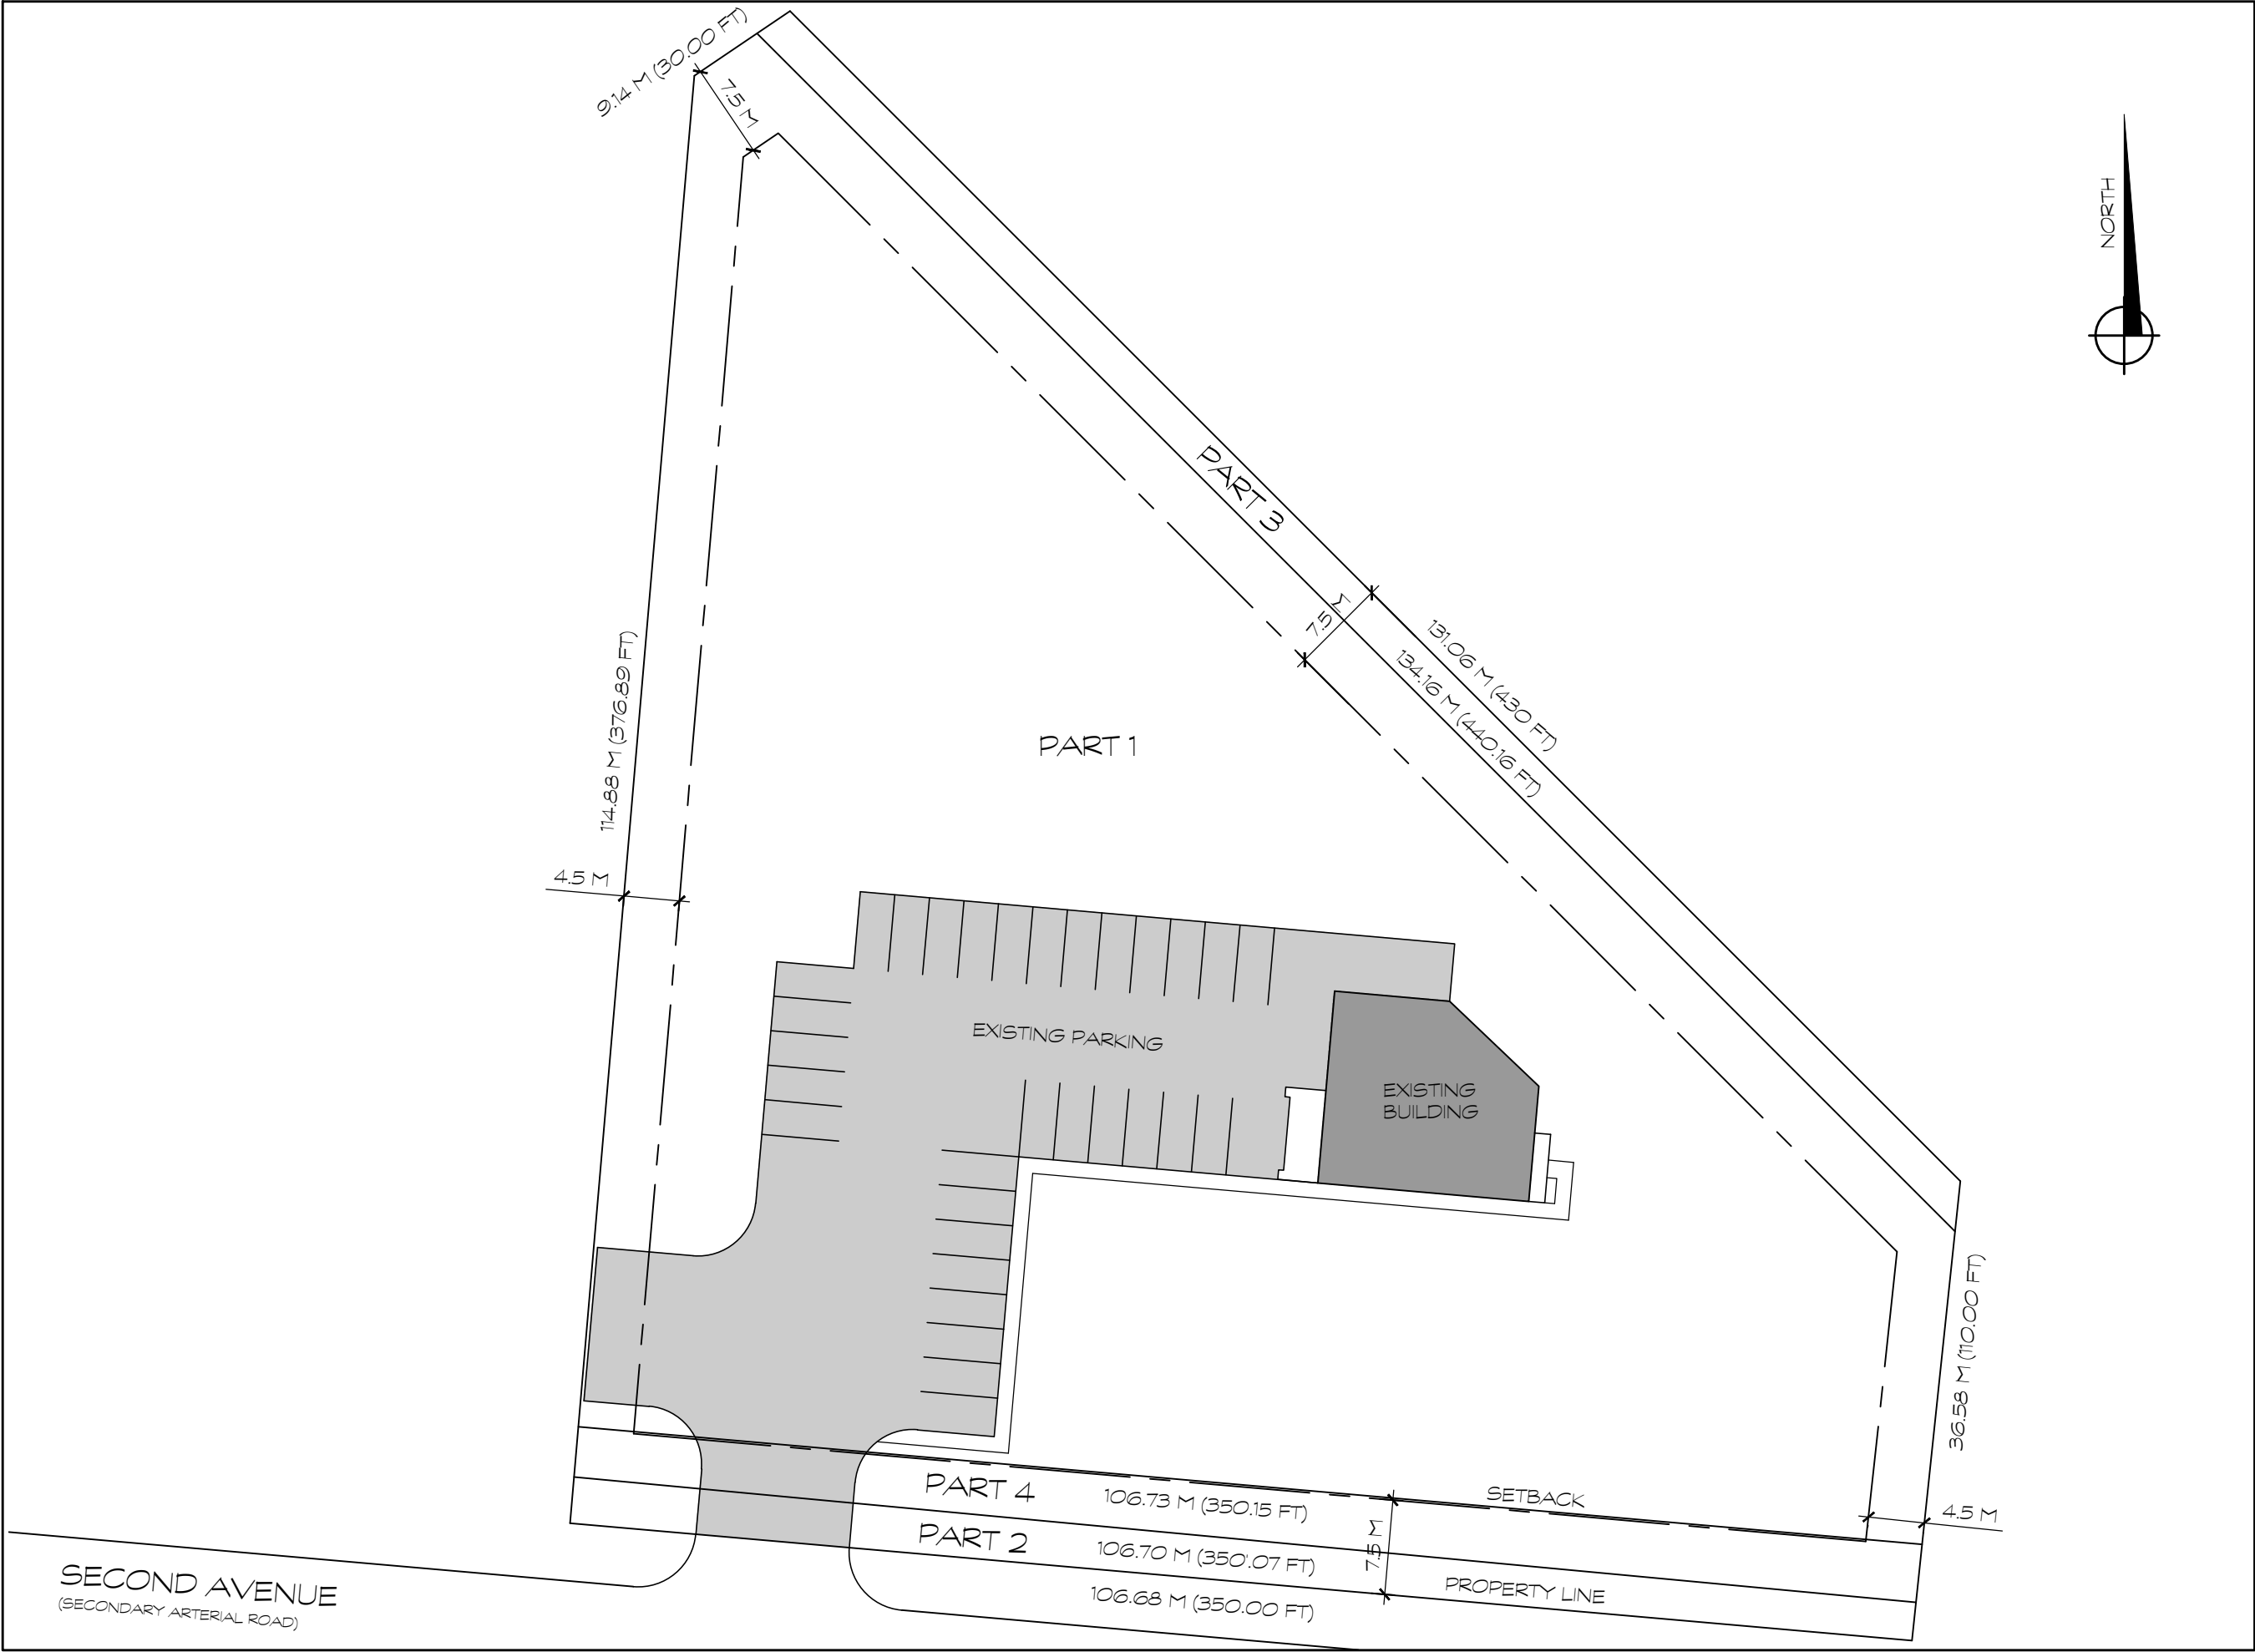 9.14 M (30.00 FT)
7.5 M
NORTH
PART 3
7.5 M
131.06 M (430 FT)
134.16 M (440.16 FT)
114.88 M (376.89 FT)
PART 1
4.5 M
EXISTING PARKING
EXISTING
BUILDING
36.58 M (110.00 FT)
PART 4
106.73 M (350.15 FT)
SETBACK
4.5 M
PART 2
106.70 M (350'.07 FT)
7.5 M
PROPERTY LINE
106.68 M (350.00 FT)
SECOND AVENUE
(SECONDARY ARTERIAL ROAD)